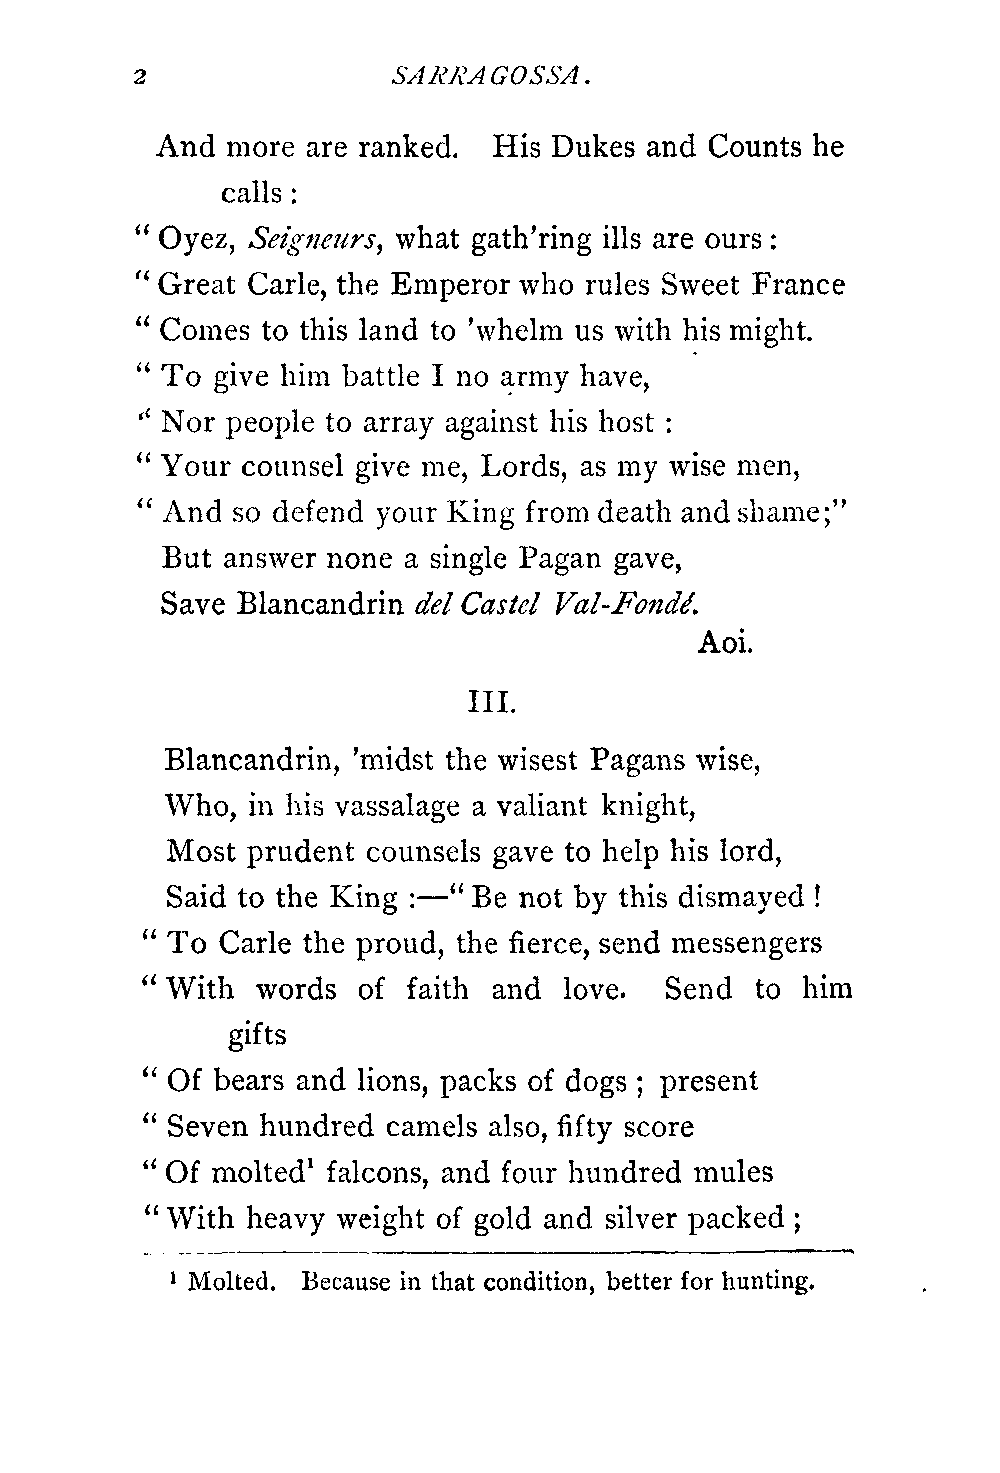 2 SARRAGOSSA.
And more are ranked. His Dukes and Counts he
calls :
“ Oyez, Seigneurs, what gath’ring ills are ours :
“ Great Carle, the Emperor who rules Sweet France
“ Comes to this land to ’whelm us with his might.
“ To give him battle I no army have,
“ Nor people to array against his host :
“ Your counsel give me, Lords, as my wise men,
“ And so defend your King from death and shame;”
But answer none a single Pagan gave,
Save Blancandrin del Castel Val-Fondé.
Aoi.
III.
Blancandrin, ’midst the wisest Pagans wise,
Who, in his vassalage a valiant knight,
Most prudent counsels gave to help his lord,
Said to the King :—“ Be not by this dismayed !
“ To Carle the proud, the fierce, send messengers
“ With words of faith and love. Send to him
gifts
“ Of bears and lions, packs of dogs ; present
“ Seven hundred camels also, fifty score
“ Of molted¹ falcons, and four hundred mules
“ With heavy weight of gold and silver packed ;
¹ Molted. Because in that condition, better for hunting.